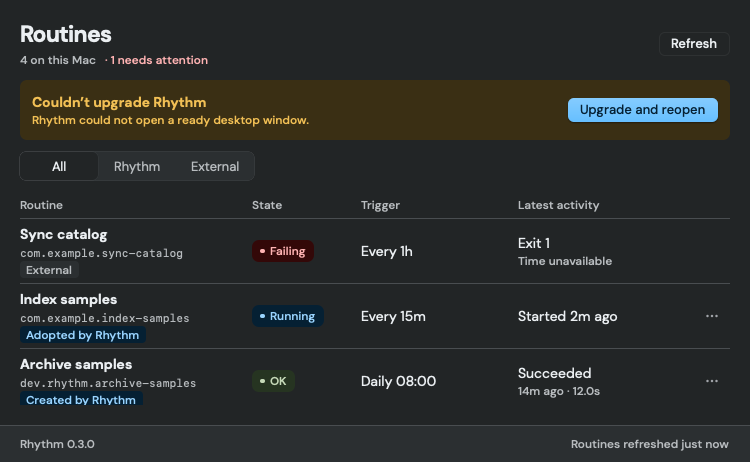 Routines
4 on this Mac · 1 needs attention
Refresh
Couldn’t upgrade Rhythm
Rhythm could not open a ready desktop window.
Upgrade and reopen
All Rhythm External
Routine State Trigger Latest activity
Sync catalog
com.example.sync-catalog
External
Failing
Every 1h
Exit 1
Time unavailable
Index samples
com.example.index-samples
Adopted by Rhythm
Running
Every 15m
Started 2m ago
Archive samples
dev.rhythm.archive-samples
Created by Rhythm
OK
Daily 08:00
Succeeded
14m ago · 12.0s
Rhythm 0.3.0
Routines refreshed just now